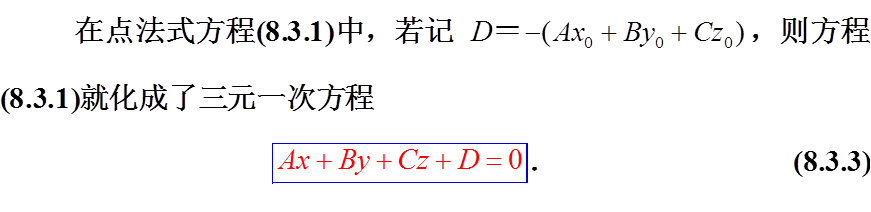 在点法式方程(8.3.1)中，若记 D＝−(Ax₀ + By₀ + Cz₀)，则方程
(8.3.1)就化成了三元一次方程
Ax + By + Cz + D = 0. (8.3.3)